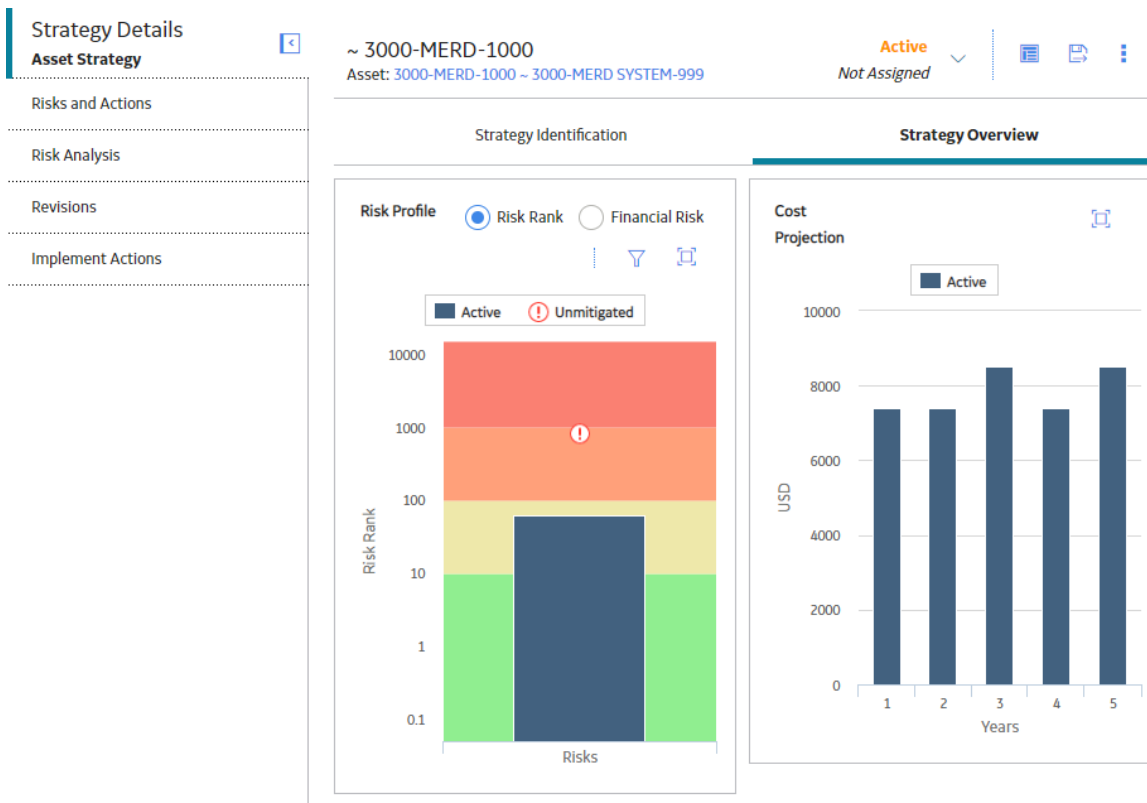 Strategy Details
Asset Strategy
Risks and Actions
Risk Analysis
Revisions
Implement Actions
~ 3000-MERD-1000
Asset: 3000-MERD-1000 ~ 3000-MERD SYSTEM-999
Active
Not Assigned
Strategy Identification
Strategy Overview
Risk Profile
Risk Rank
Financial Risk
Active
Unmitigated
10000
1000
100
10
1
0.1
Risk Rank
Risks
Cost
Projection
Active
10000
8000
6000
4000
2000
0
USD
1 2 3 4 5
Years